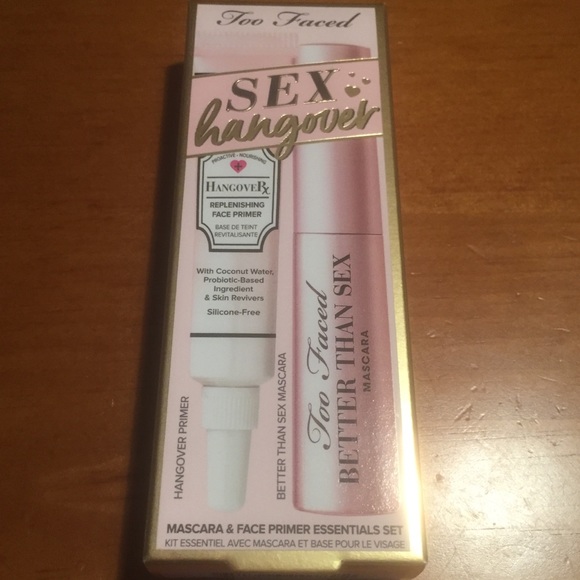 Too Faced
SEX
hangover
PROACTIVE • NOURISHING
HANGOVERX
REPLENISHING
FACE PRIMER
BASE DE TEINT
REVITALISANTE
With Coconut Water,
Probiotic-Based
Ingredient
& Skin Revivers
Silicone-Free
HANGOVER PRIMER
BETTER THAN SEX MASCARA
Too Faced
BETTER THAN SEX
MASCARA
MASCARA & FACE PRIMER ESSENTIALS SET
KIT ESSENTIEL AVEC MASCARA ET BASE POUR LE VISAGE